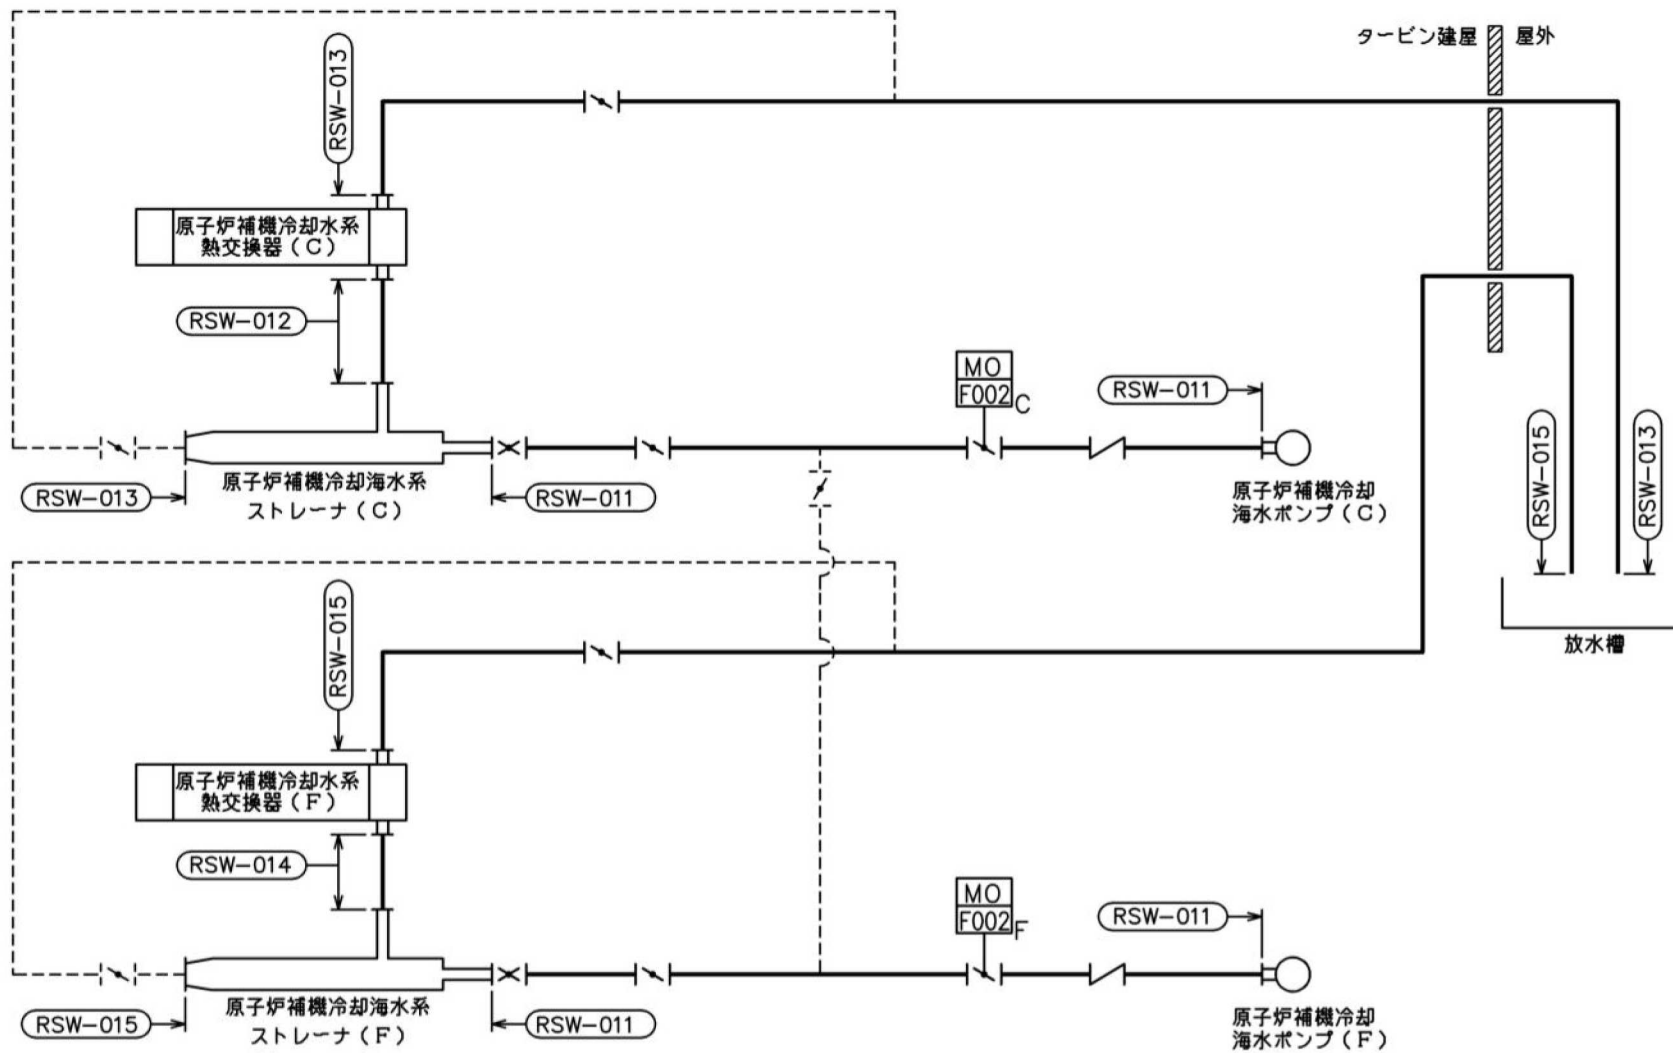 タービン建屋
屋外
RSW-013
原子炉補機冷却水系
熱交換器(C)
RSW-012
MO
F002
C
RSW-011
RSW-013
原子炉補機冷却海水系
ストレーナ(C)
RSW-011
原子炉補機冷却
海水ポンプ(C)
RSW-015
RSW-013
放水槽
RSW-015
原子炉補機冷却水系
熱交換器(F)
RSW-014
MO
F002
F
RSW-011
RSW-015
原子炉補機冷却海水系
ストレーナ(F)
RSW-011
原子炉補機冷却
海水ポンプ(F)